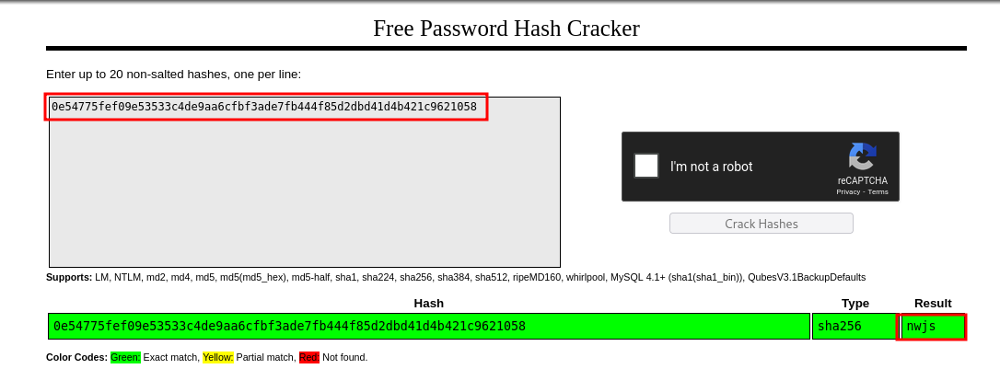 Free Password Hash Cracker
Enter up to 20 non-salted hashes, one per line:
0e54775fef09e53533c4de9aa6cfbf3ade7fb444f85d2dbd41d4b421c9621058
I'm not a robot
reCAPTCHA
Privacy - Terms
Crack Hashes
Supports: LM, NTLM, md2, md4, md5, md5(md5_hex), md5-half, sha1, sha224, sha256, sha384, sha512, ripeMD160, whirlpool, MySQL 4.1+ (sha1(sha1_bin)), QubesV3.1BackupDefaults
Hash Type Result
0e54775fef09e53533c4de9aa6cfbf3ade7fb444f85d2dbd41d4b421c9621058 sha256 nwjs
Color Codes: Green: Exact match, Yellow: Partial match, Red: Not found.